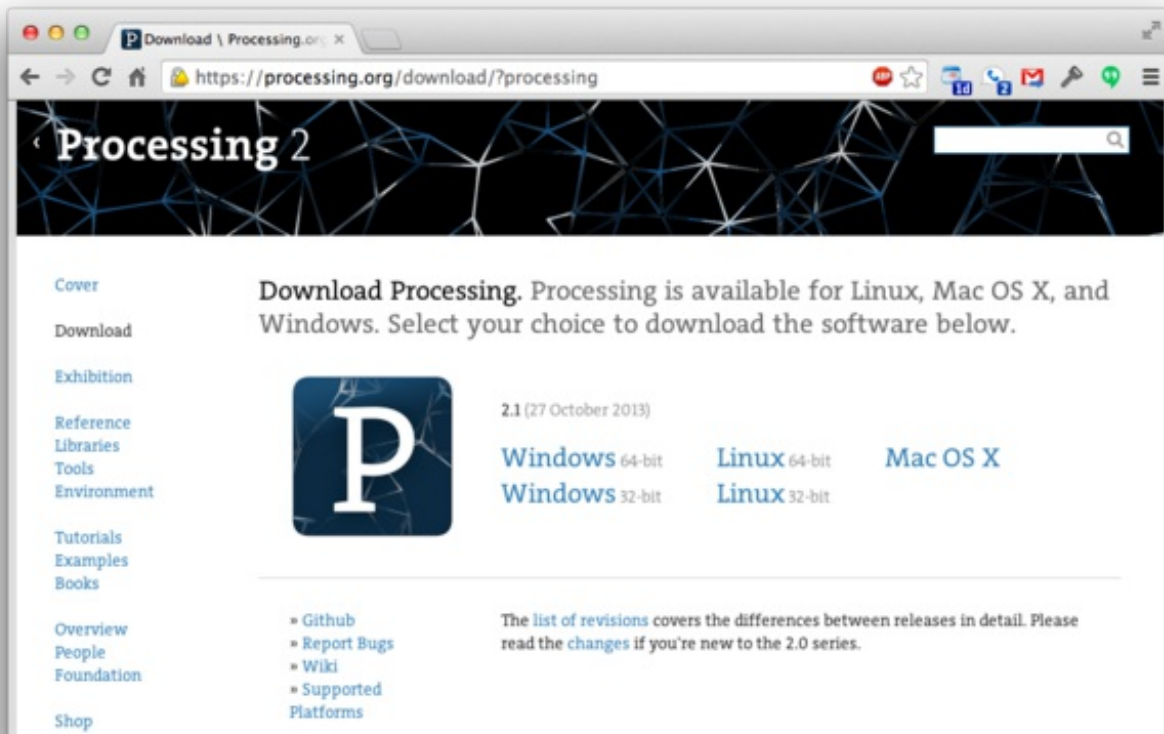 Download \ Processing.org
https://processing.org/download/?processing
ABP
1d
2
‹ Processing 2
Cover
Download
Exhibition
Reference
Libraries
Tools
Environment
Tutorials
Examples
Books
Overview
People
Foundation
Shop
Download Processing. Processing is available for Linux, Mac OS X, and
Windows. Select your choice to download the software below.
P
2.1 (27 October 2013)
Windows 64-bit Linux 64-bit Mac OS X
Windows 32-bit Linux 32-bit
» Github
» Report Bugs
» Wiki
» Supported
Platforms
The list of revisions covers the differences between releases in detail. Please
read the changes if you're new to the 2.0 series.